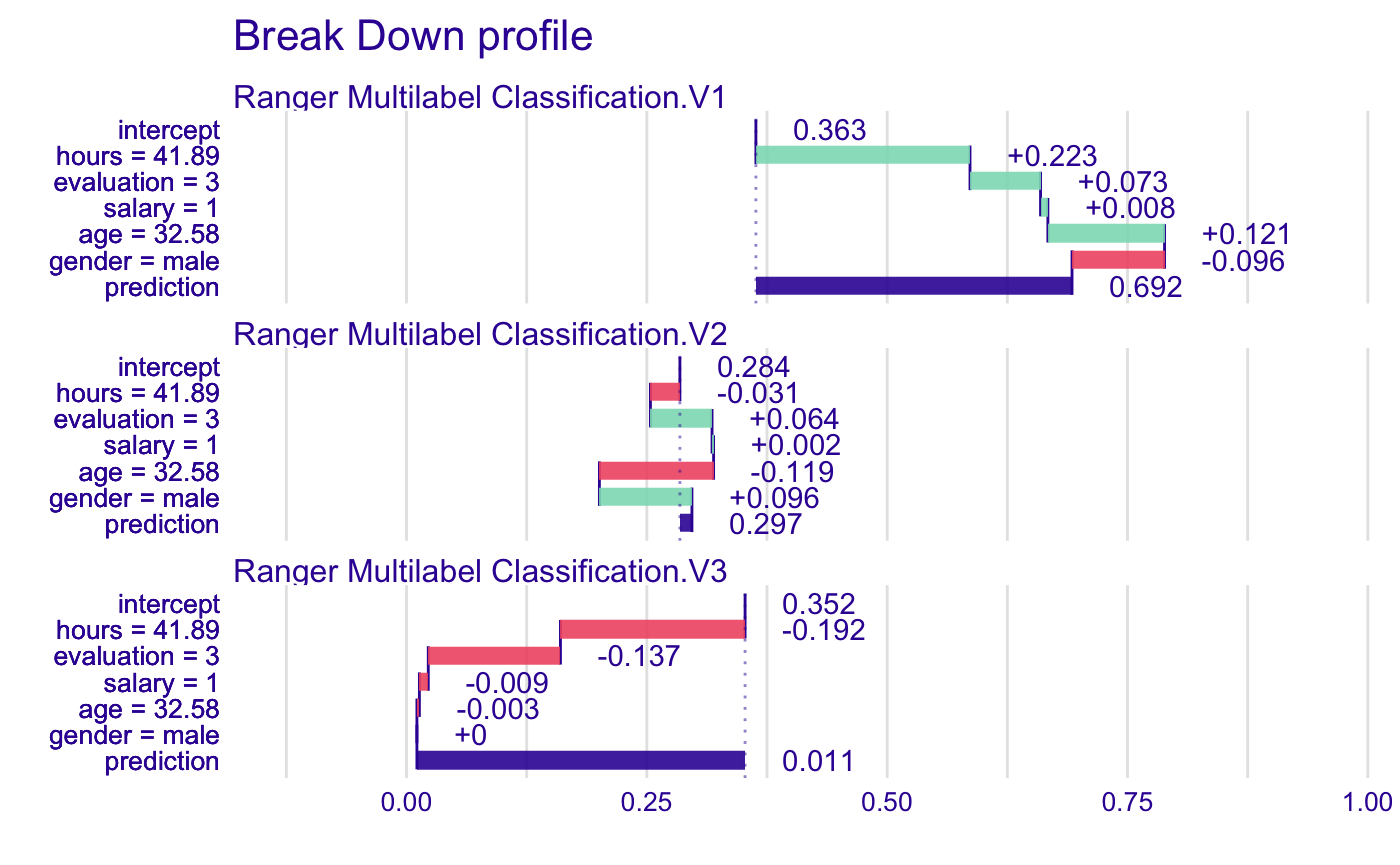 Break Down profile
Ranger Multilabel Classification.V1
intercept 0.363
hours = 41.89 +0.223
evaluation = 3 +0.073
salary = 1 +0.008
age = 32.58 +0.121
gender = male -0.096
prediction 0.692
Ranger Multilabel Classification.V2
intercept 0.284
hours = 41.89 -0.031
evaluation = 3 +0.064
salary = 1 +0.002
age = 32.58 -0.119
gender = male +0.096
prediction 0.297
Ranger Multilabel Classification.V3
intercept 0.352
hours = 41.89 -0.192
evaluation = 3 -0.137
salary = 1 -0.009
age = 32.58 -0.003
gender = male +0
prediction 0.011
0.00 0.25 0.50 0.75 1.00